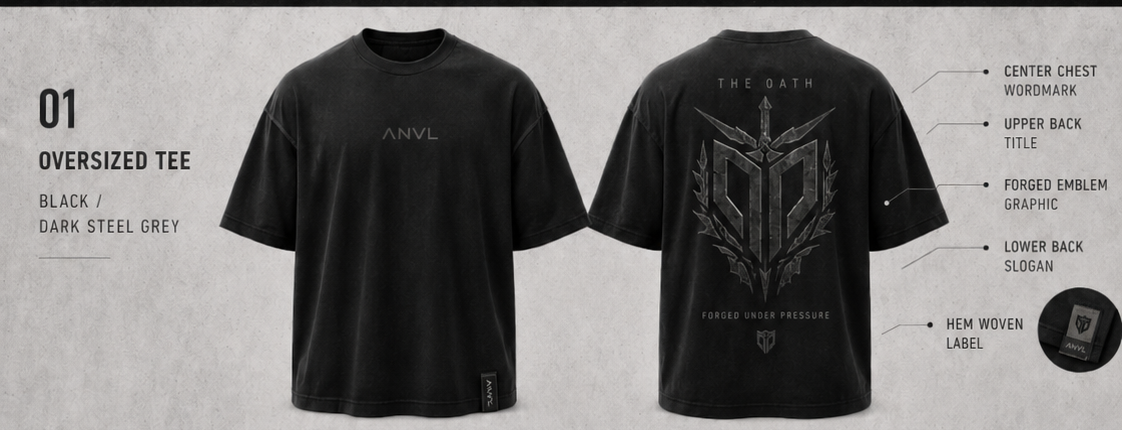 01
OVERSIZED TEE
BLACK /
DARK STEEL GREY
ANVL
ANVL
THE OATH
FORGED UNDER PRESSURE
CENTER CHEST
WORDMARK
UPPER BACK
TITLE
FORGED EMBLEM
GRAPHIC
LOWER BACK
SLOGAN
HEM WOVEN
LABEL
ANVL